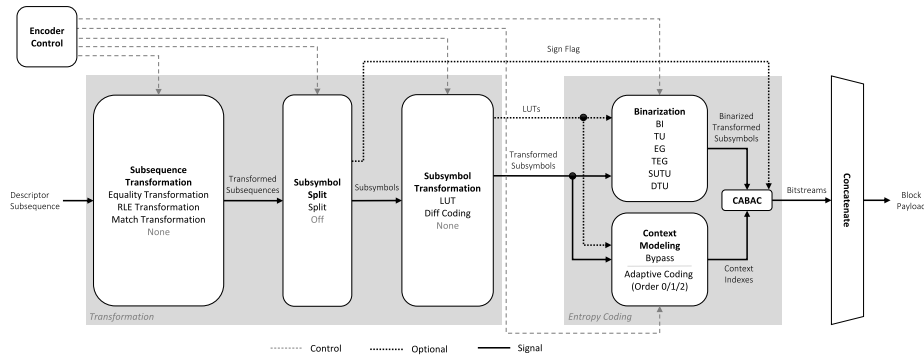 Encoder
Control
Sign Flag
Descriptor
Subsequence
Subsequence
Transformation
Equality Transformation
RLE Transformation
Match Transformation
None
Transformed
Subsequences
Subsymbol
Split
Split
Off
Subsymbols
Subsymbol
Transformation
LUT
Diff Coding
None
LUTs
Transformed
Subsymbols
Binarization
BI
TU
EG
TEG
SUTU
DTU
Binarized
Transformed
Subsymbols
Context
Modeling
Bypass
Adaptive Coding
(Order 0/1/2)
Context
Indexes
CABAC
Bitstreams
Concatenate
Block
Payload
Transformation
Entropy Coding
Control
Optional
Signal